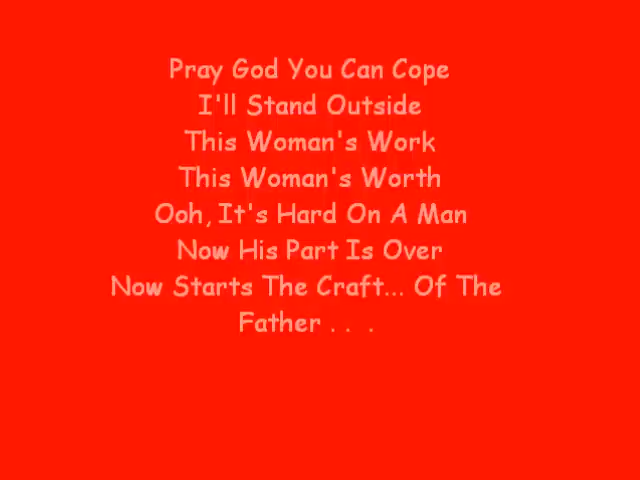 Pray God You Can Cope
I'll Stand Outside
This Woman's Work
This Woman's Worth
Ooh, It's Hard On A Man
Now His Part Is Over
Now Starts The Craft... Of The
Father . .  .